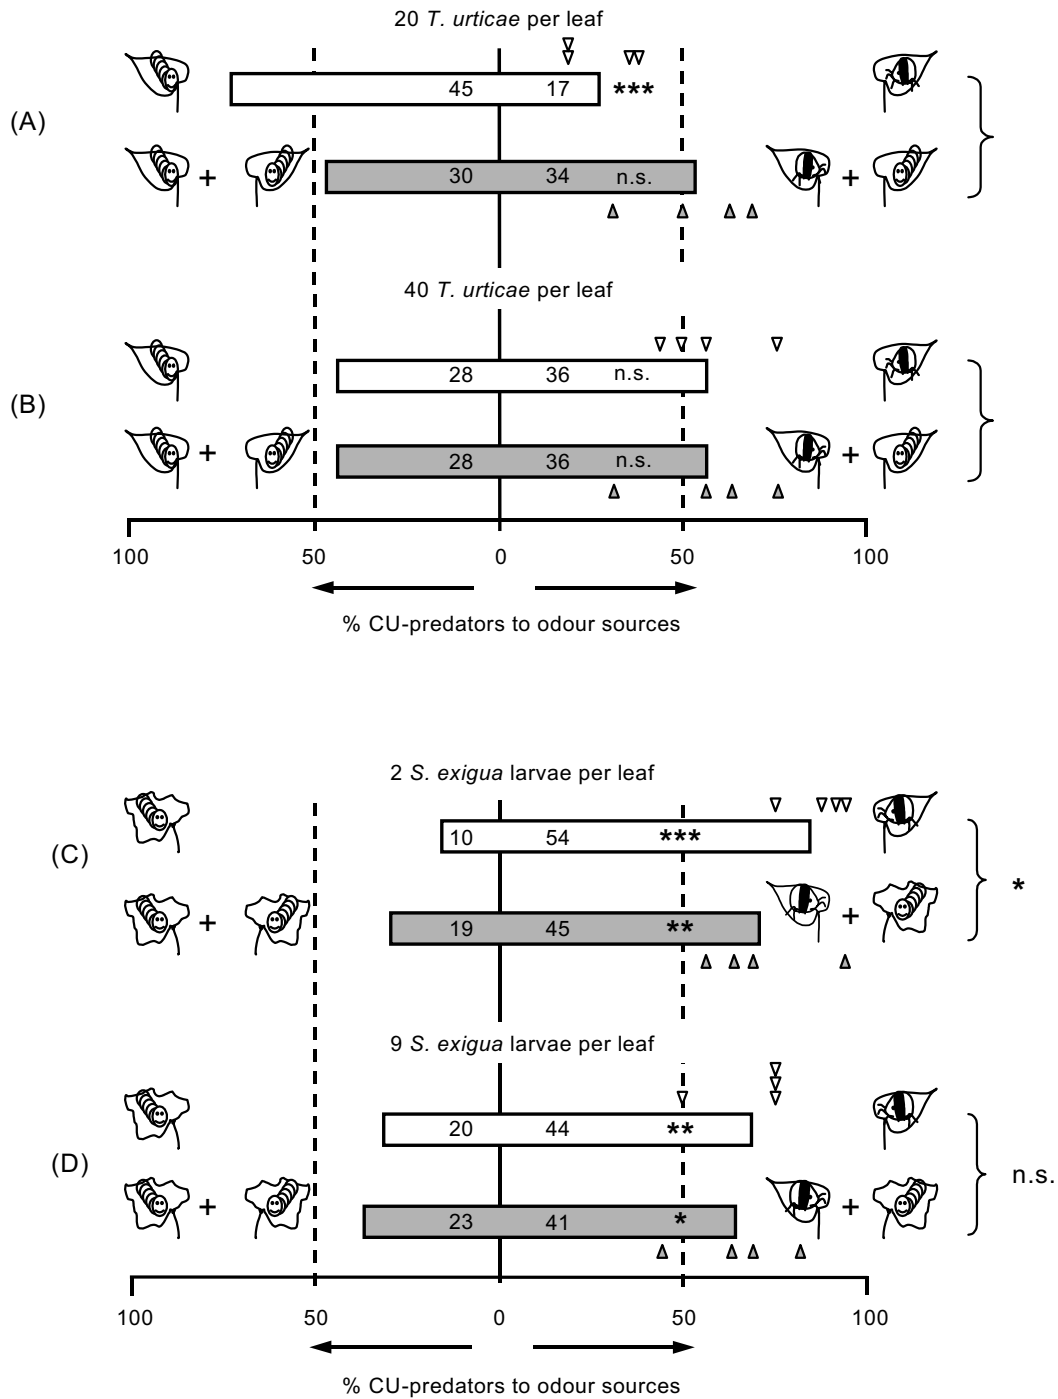 20 T. urticae per leaf
(A)
45 17 ***
+ 30 34 n.s. +
40 T. urticae per leaf
(B)
28 36 n.s.
+ 28 36 n.s. +
100 50 0 50 100
% CU-predators to odour sources
2 S. exigua larvae per leaf
(C)
10 54 ***
*
+ 19 45 ** +
9 S. exigua larvae per leaf
20 44 **
(D)
n.s.
+ 23 41 * +
100 50 0 50 100
% CU-predators to odour sources